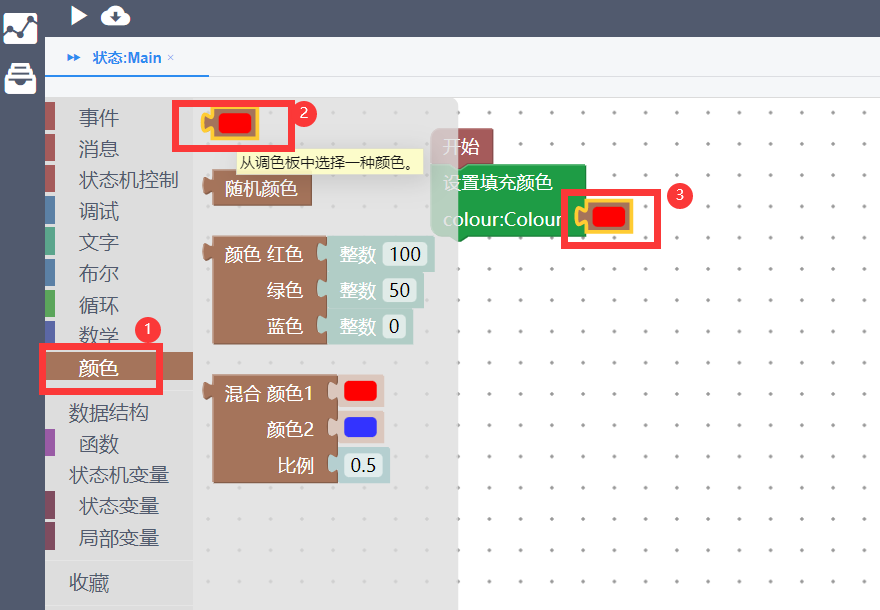 状态:Main ×
事件
消息
状态机控制
调试
文字
布尔
循环
数学
1
颜色
数据结构
函数
状态机变量
状态变量
局部变量
收藏
2
从调色板中选择一种颜色。
随机颜色
颜色 红色 整数 100
绿色 整数 50
蓝色 整数 0
混合 颜色1
颜色2
比例 0.5
开始
设置填充颜色
colour:Colour
3